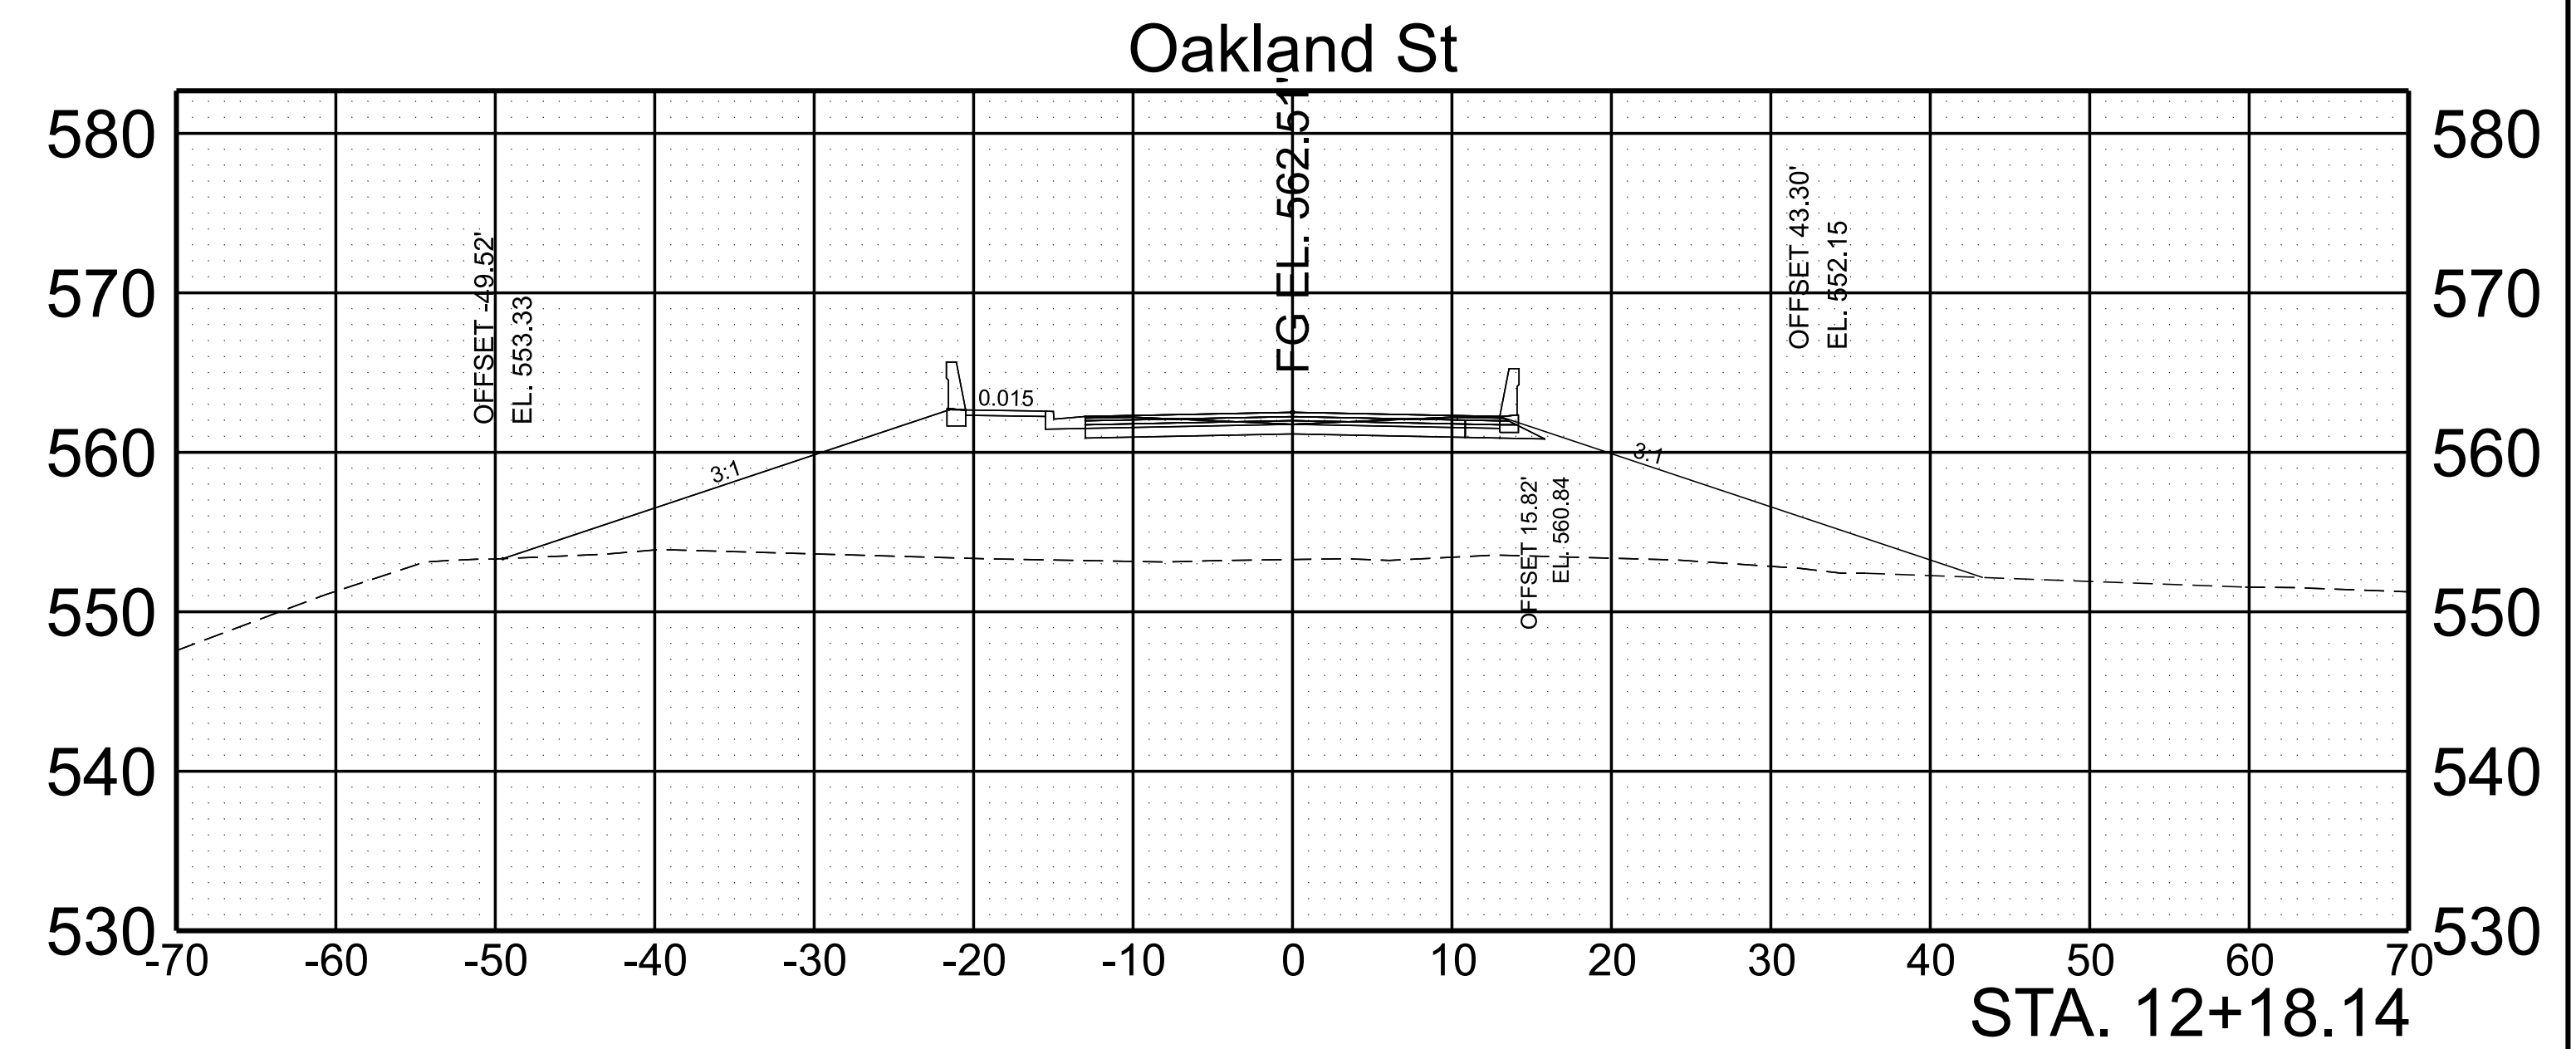 Oakland St
FG EL. 562.51'
580
580
570
570
560
560
550
550
540
540
530
530
OFFSET -49.52'
EL. 553.33
0.015
3:1
3:1
OFFSET 43.30'
EL. 552.15
OFFSET 15.82'
EL. 560.84
-70 -60 -50 -40 -30 -20 -10 0 10 20 30 40 50 60 70
STA. 12+18.14